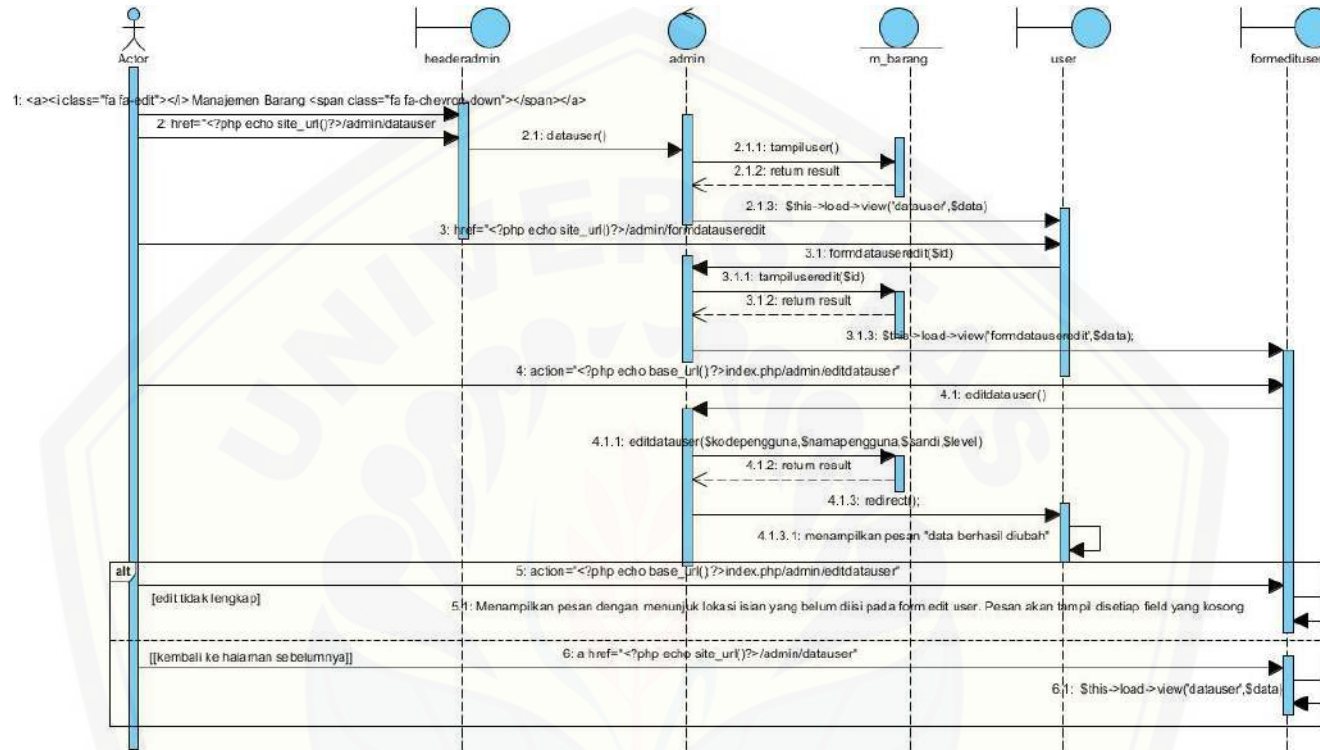 Actor
headeradmin
admin
m_barang
user
formedituser
1: <a><i class="fa fa-edit"></i> Manajemen Barang <span class="fa fa-chevron-down"></span></a>
2: href="<?php echo site_url()?>/admin/datauser
2.1: datauser()
2.1.1: tampiluser()
2.1.2: return result
2.1.3: $this->load->view('datauser',$data)
3: href="<?php echo site_url()?>/admin/formdatauseredit
3.1: formdatauseredit($id)
3.1.1: tampiluseredit($id)
3.1.2: return result
3.1.3: $this->load->view('formdatauseredit',$data);
4: action="<?php echo base_url()?>index.php/admin/editdatauser"
4.1: editdatauser()
4.1.1: editdatauser($kodepengguna,$namapengguna,$sandi,$level)
4.1.2: return result
4.1.3: redirect();
4.1.3.1: menampilkan pesan "data berhasil diubah"
alt
5: action="<?php echo base_url()?>index.php/admin/editdatauser"
[edit tidak lengkap]
5.1: Menampilkan pesan dengan menunjuk lokasi isian yang belum diisi pada form edit user. Pesan akan tampil disetiap field yang kosong
6: a href="<?php echo site_url()?>/admin/datauser"
[[kembali ke halaman sebelumnya]]
6.1: $this->load->view('datauser',$data)
UNIVERSITAS